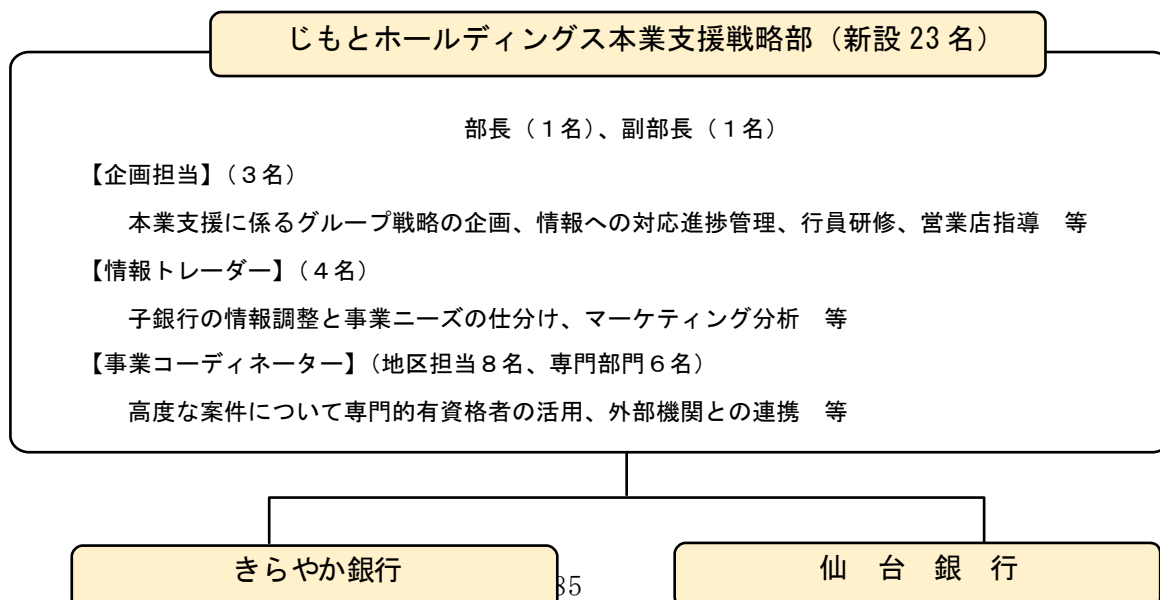 じもとホールディングス本業支援戦略部（新設 23 名）
部長（１名）、副部長（１名）
【企画担当】（３名）
本業支援に係るグループ戦略の企画、情報への対応進捗管理、行員研修、営業店指導　等
【情報トレーダー】（４名）
子銀行の情報調整と事業ニーズの仕分け、マーケティング分析　等
【事業コーディネーター】（地区担当８名、専門部門６名）
高度な案件について専門的有資格者の活用、外部機関との連携　等
きらやか銀行
仙　台　銀　行